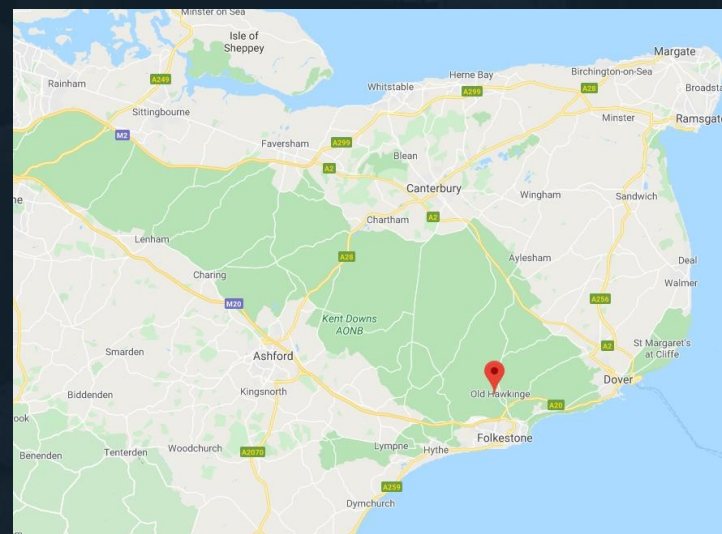 Minster on Sea
Isle of
Sheppey
Margate
Herne Bay
Birchington-on-Sea
Rainham
A249
Whitstable
A299
A28
Sittingbourne
Minster
Ramsgat
M2
Faversham
A299
Blean
A2
Canterbury
Wingham
Sandwich
Chartham
A2
Lenham
Aylesham
Deal
A28
Charing
Walmer
M20
A256
Kent Downs
AONB
A2
St Margaret's
at Cliffe
Smarden
Ashford
Dover
Biddenden
Kingsnorth
Old Hawkinge
A20
Folkestone
Benenden
Tenterden
Woodchurch
A2070
Lympne
Hythe
A259
Dymchurch